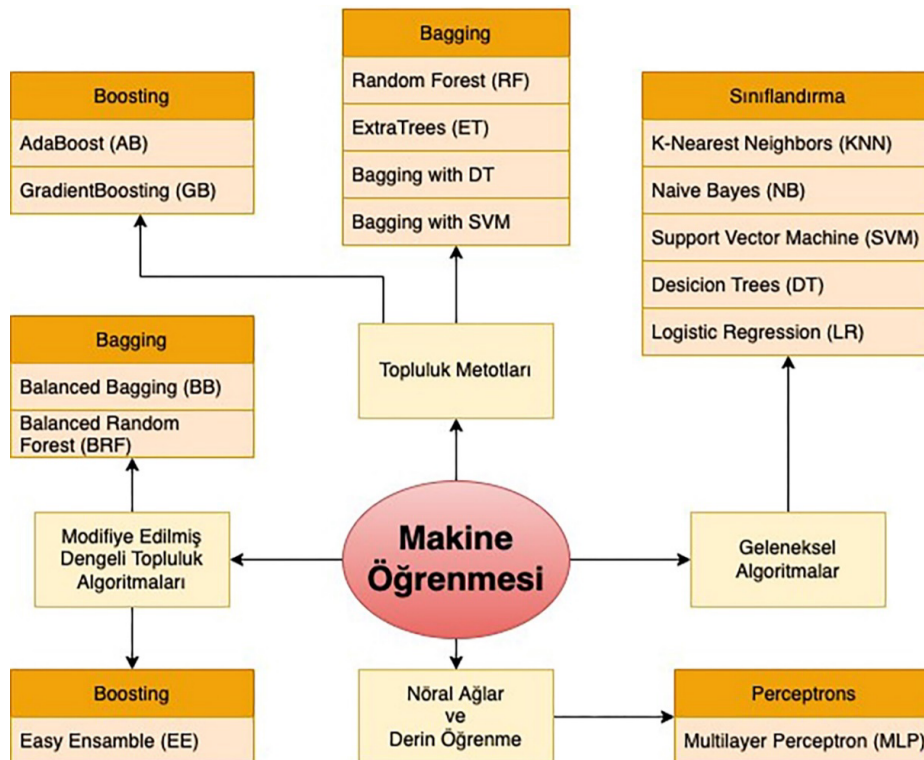 Bagging
Random Forest (RF)
ExtraTrees (ET)
Bagging with DT
Bagging with SVM
Boosting
AdaBoost (AB)
GradientBoosting (GB)
Sınıflandırma
K-Nearest Neighbors (KNN)
Naive Bayes (NB)
Support Vector Machine (SVM)
Desicion Trees (DT)
Logistic Regression (LR)
Topluluk Metotları
Bagging
Balanced Bagging (BB)
Balanced Random
Forest (BRF)
Modifiye Edilmiş
Dengeli Topluluk
Algoritmaları
Makine
Öğrenmesi
Geleneksel
Algoritmalar
Boosting
Easy Ensamble (EE)
Nöral Ağlar
ve
Derin Öğrenme
Perceptrons
Multilayer Perceptron (MLP)